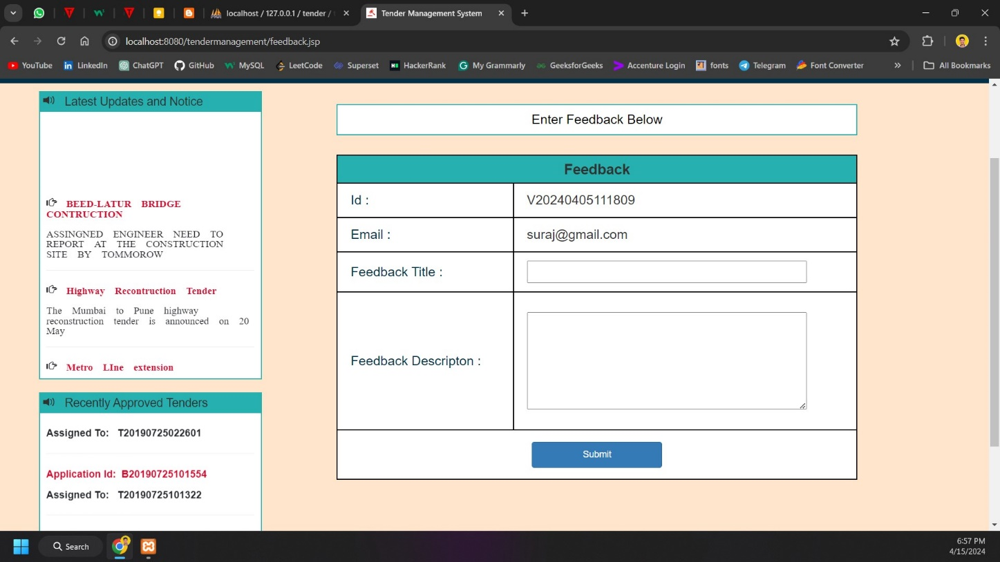 localhost / 127.0.0.1 / tender /
Tender Management System
localhost:8080/tendermanagement/feedback.jsp
YouTube
LinkedIn
ChatGPT
GitHub
MySQL
LeetCode
Superset
HackerRank
My Grammarly
GeeksforGeeks
Accenture Login
fonts
Telegram
Font Converter
»
All Bookmarks
Latest Updates and Notice
BEED-LATUR BRIDGE
CONTRUCTION
ASSINGNED ENGINEER NEED TO
REPORT AT THE CONSTRUCTION
SITE BY TOMMOROW
Highway Recontruction Tender
The Mumbai to Pune highway
reconstruction tender is announced on 20
May
Metro LIne extension
Recently Approved Tenders
Assigned To: T20190725022601
Application Id: B20190725101554
Assigned To: T20190725101322
Enter Feedback Below
Feedback
Id : V20240405111809
Email : suraj@gmail.com
Feedback Title :
Feedback Descripton :
Submit
Search
6:57 PM
4/15/2024